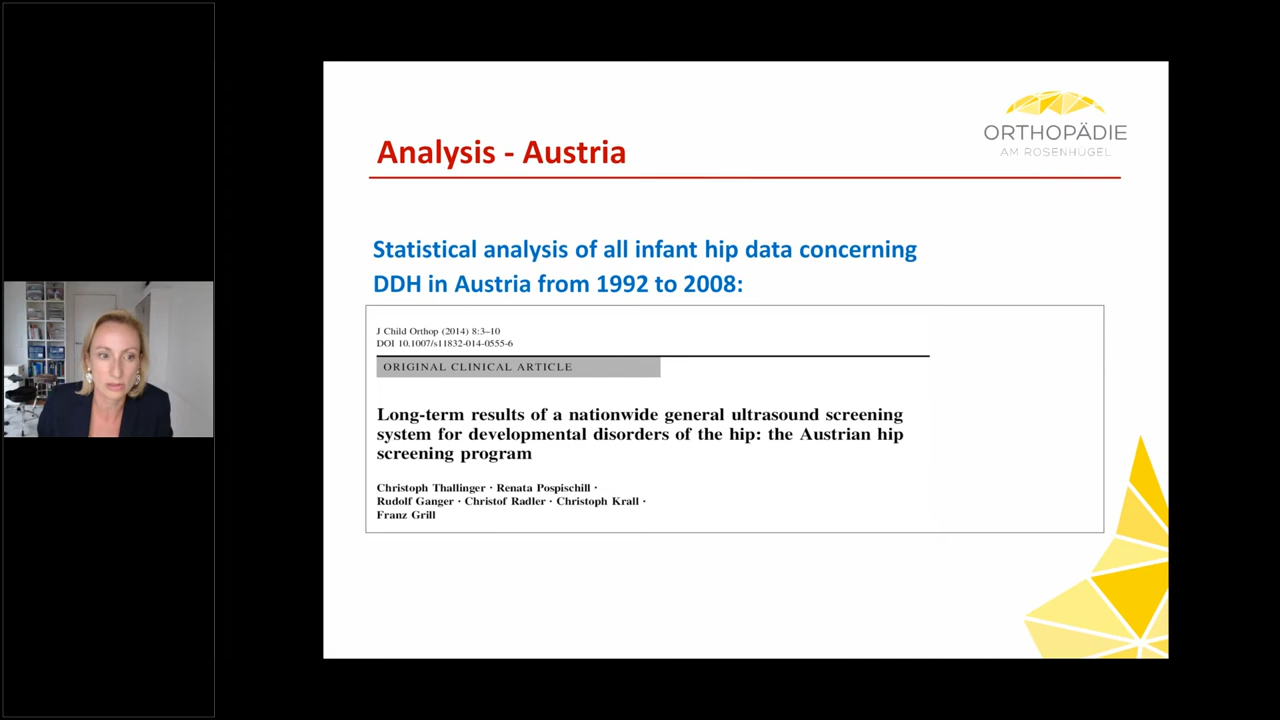 ORTHOPÄDIE
AM ROSENHÜGEL
Analysis - Austria
Statistical analysis of all infant hip data concerning
DDH in Austria from 1992 to 2008:
J Child Orthop (2014) 8:3–10
DOI 10.1007/s11832-014-0555-6
ORIGINAL CLINICAL ARTICLE
Long-term results of a nationwide general ultrasound screening
system for developmental disorders of the hip: the Austrian hip
screening program
Christoph Thallinger · Renata Pospischill ·
Rudolf Ganger · Christof Radler · Christoph Krall ·
Franz Grill